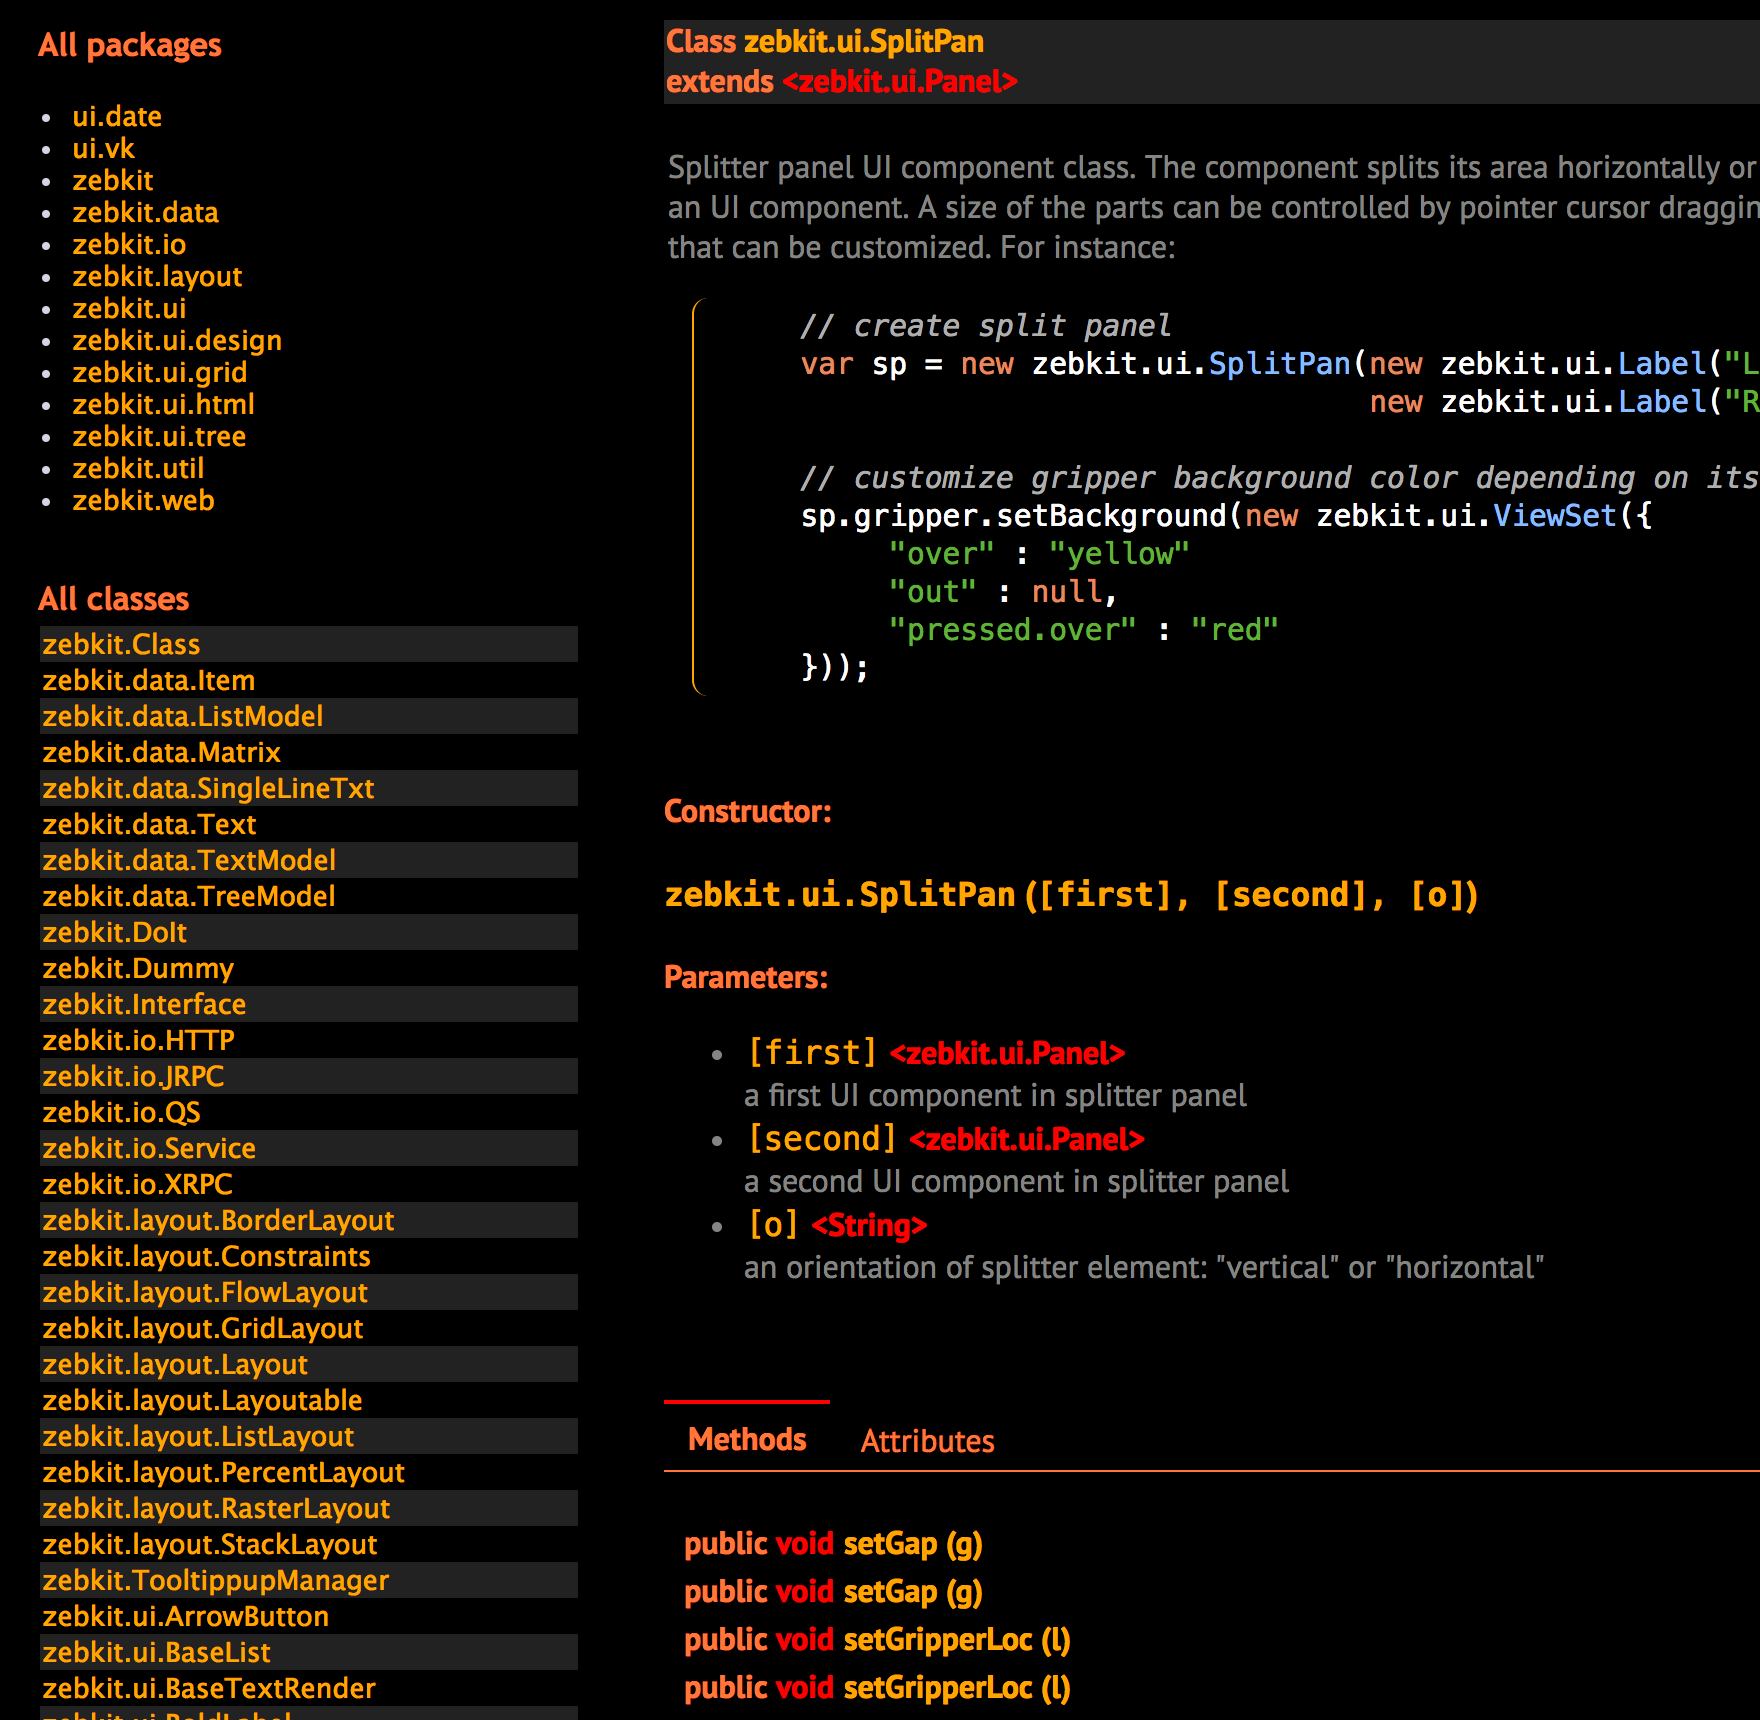 All packages
ui.date
ui.vk
zebkit
zebkit.data
zebkit.io
zebkit.layout
zebkit.ui
zebkit.ui.design
zebkit.ui.grid
zebkit.ui.html
zebkit.ui.tree
zebkit.util
zebkit.web
All classes
zebkit.Class
zebkit.data.Item
zebkit.data.ListModel
zebkit.data.Matrix
zebkit.data.SingleLineTxt
zebkit.data.Text
zebkit.data.TextModel
zebkit.data.TreeModel
zebkit.DoIt
zebkit.Dummy
zebkit.Interface
zebkit.io.HTTP
zebkit.io.JRPC
zebkit.io.QS
zebkit.io.Service
zebkit.io.XRPC
zebkit.layout.BorderLayout
zebkit.layout.Constraints
zebkit.layout.FlowLayout
zebkit.layout.GridLayout
zebkit.layout.Layout
zebkit.layout.Layoutable
zebkit.layout.ListLayout
zebkit.layout.PercentLayout
zebkit.layout.RasterLayout
zebkit.layout.StackLayout
zebkit.TooltippupManager
zebkit.ui.ArrowButton
zebkit.ui.BaseList
zebkit.ui.BaseTextRender
Class zebkit.ui.SplitPan
extends <zebkit.ui.Panel>
Splitter panel UI component class. The component splits its area horizontally or
an UI component. A size of the parts can be controlled by pointer cursor draggin
that can be customized. For instance:
// create split panel
var sp = new zebkit.ui.SplitPan(new zebkit.ui.Label("L
new zebkit.ui.Label("R
// customize gripper background color depending on its
sp.gripper.setBackground(new zebkit.ui.ViewSet({
"over" : "yellow"
"out" : null,
"pressed.over" : "red"
}));
Constructor:
zebkit.ui.SplitPan ([first], [second], [o])
Parameters:
[first] <zebkit.ui.Panel>
a first UI component in splitter panel
[second] <zebkit.ui.Panel>
a second UI component in splitter panel
[o] <String>
an orientation of splitter element: "vertical" or "horizontal"
Methods Attributes
public void setGap (g)
public void setGap (g)
public void setGripperLoc (l)
public void setGripperLoc (l)